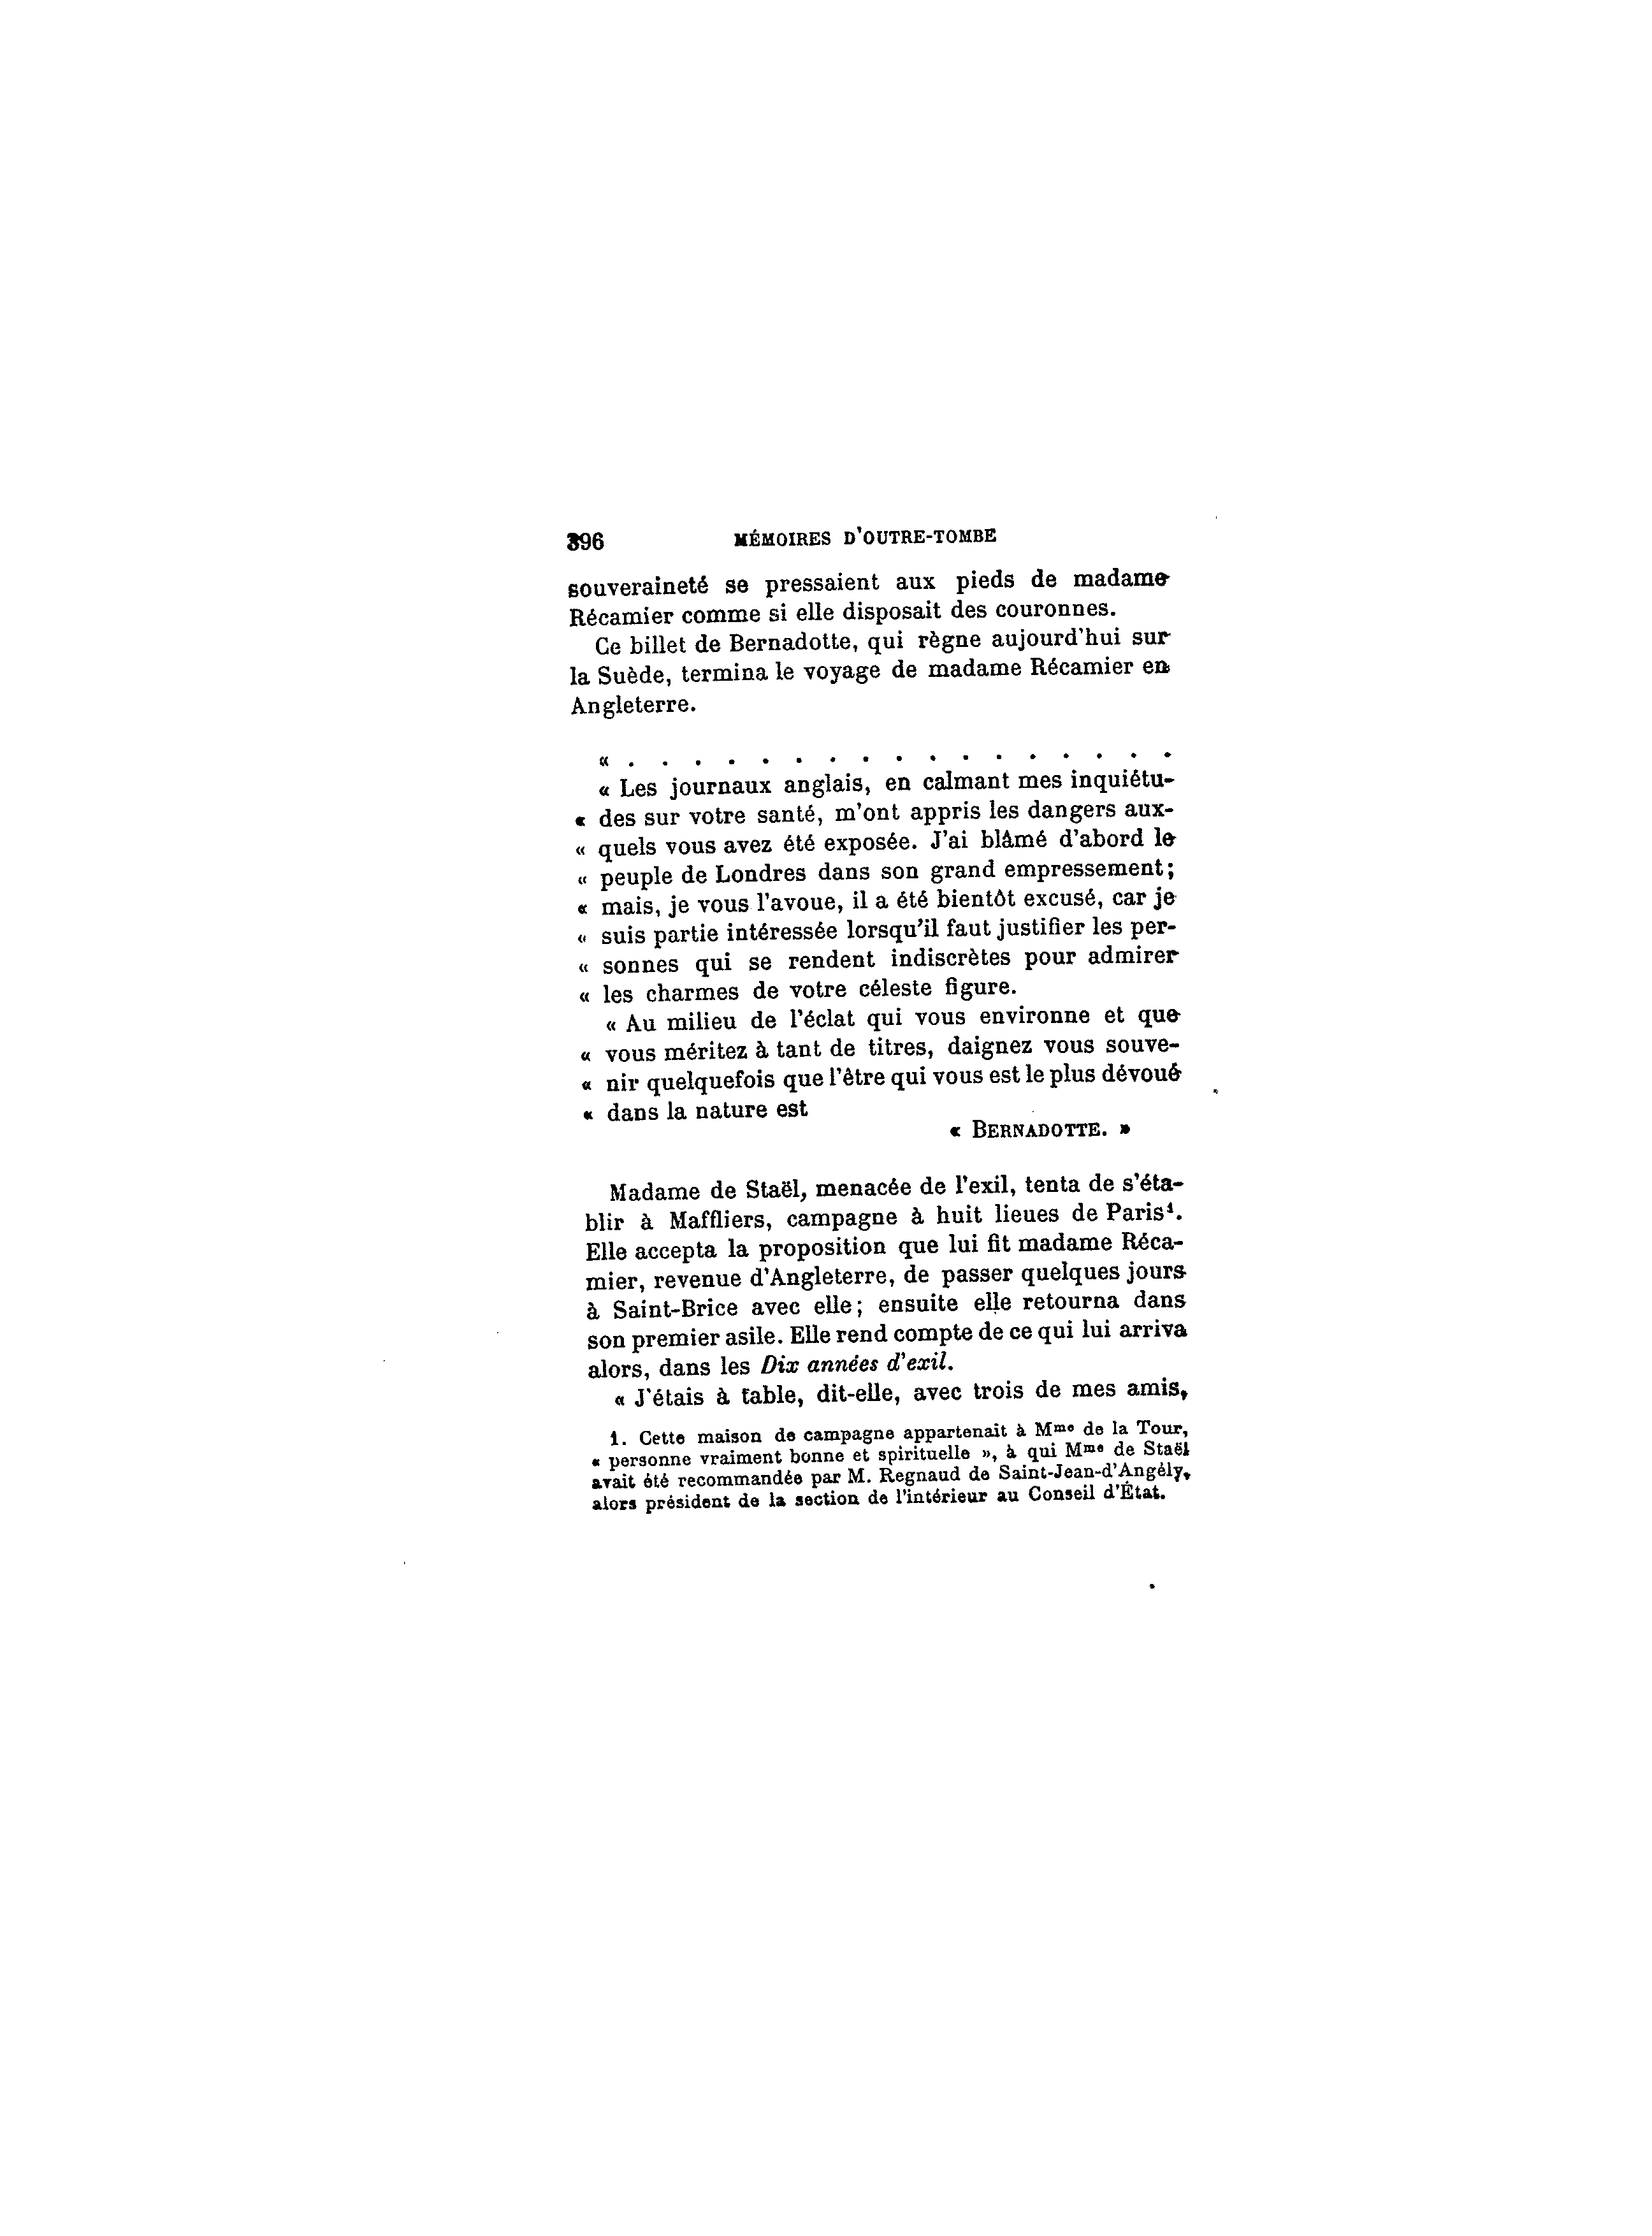 396 MÉMOIRES D'OUTRE-TOMBE
souveraineté se pressaient aux pieds de madame
Récamier comme si elle disposait des couronnes.
Ce billet de Bernadotte, qui règne aujourd'hui sur
la Suède, termina le voyage de madame Récamier en
Angleterre.
« . . . . . . . . . . . . . . . . .
« Les journaux anglais, en calmant mes inquiétu-
« des sur votre santé, m'ont appris les dangers aux-
« quels vous avez été exposée. J'ai blâmé d'abord le
« peuple de Londres dans son grand empressement;
« mais, je vous l'avoue, il a été bientôt excusé, car je
« suis partie intéressée lorsqu'il faut justifier les per-
« sonnes qui se rendent indiscrètes pour admirer
« les charmes de votre céleste figure.
« Au milieu de l'éclat qui vous environne et que
« vous méritez à tant de titres, daignez vous souve-
« nir quelquefois que l'être qui vous est le plus dévoué
« dans la nature est
« BERNADOTTE. »
Madame de Staël, menacée de l'exil, tenta de s'éta-
blir à Maffliers, campagne à huit lieues de Paris¹.
Elle accepta la proposition que lui fit madame Réca-
mier, revenue d'Angleterre, de passer quelques jours
à Saint-Brice avec elle; ensuite elle retourna dans
son premier asile. Elle rend compte de ce qui lui arriva
alors, dans les Dix années d'exil.
« J'étais à table, dit-elle, avec trois de mes amis,
1. Cette maison de campagne appartenait à Mme de la Tour,
« personne vraiment bonne et spirituelle », à qui Mme de Staël
avait été recommandée par M. Regnaud de Saint-Jean-d'Angély,
alors président de la section de l'intérieur au Conseil d'État.